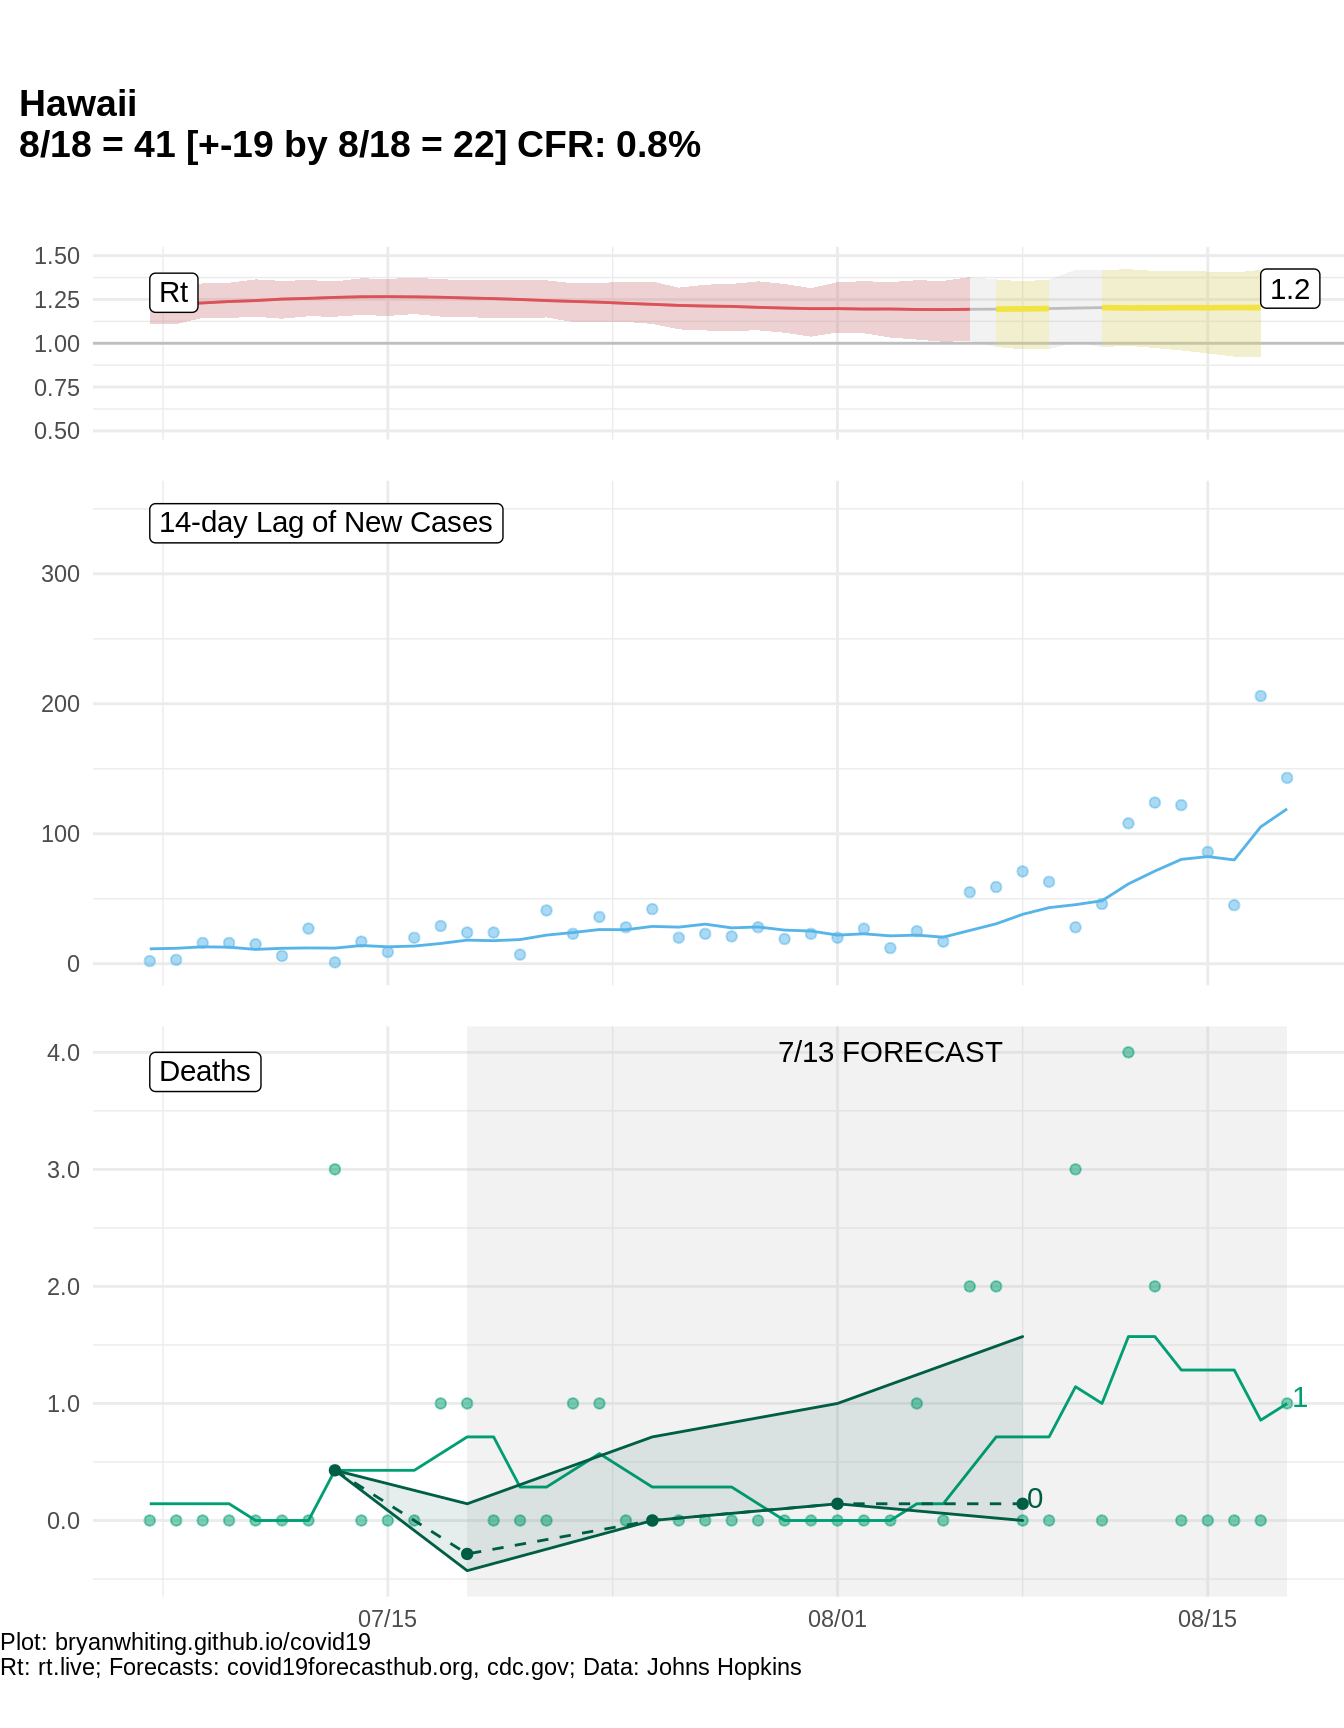 Hawaii
8/18 = 41 [+-19 by 8/18 = 22] CFR: 0.8%
1.50
Rt
1.2
1.25
1.00
0.75
0.50
14-day Lag of New Cases
300
200
100
0
4.0
7/13 FORECAST
Deaths
3.0
2.0
1.0
1
0
0.0
07/15
08/01
08/15
Plot: bryanwhiting.github.io/covid19
Rt: rt.live; Forecasts: covid19forecasthub.org, cdc.gov; Data: Johns Hopkins